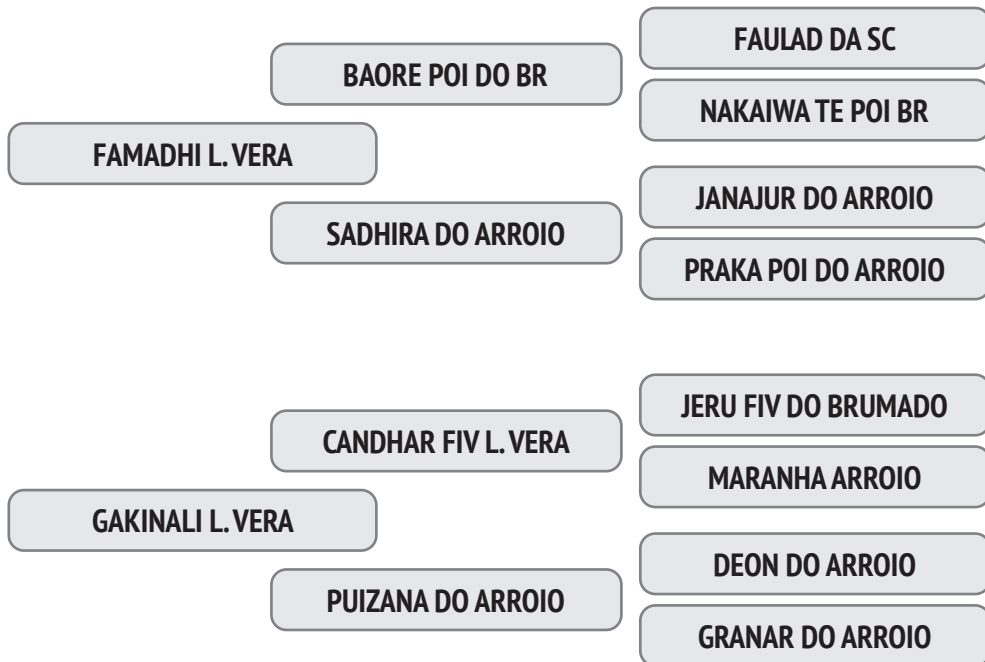 FAULAD DA SC
BAORE POI DO BR
NAKAIWA TE POI BR
FAMADHI L. VERA
JANAJUR DO ARROIO
SADHIRA DO ARROIO
PRAKA POI DO ARROIO
JERU FIV DO BRUMADO
CANDHAR FIV L. VERA
MARANHA ARROIO
GAKINALI L. VERA
DEON DO ARROIO
PUIZANA DO ARROIO
GRANAR DO ARROIO